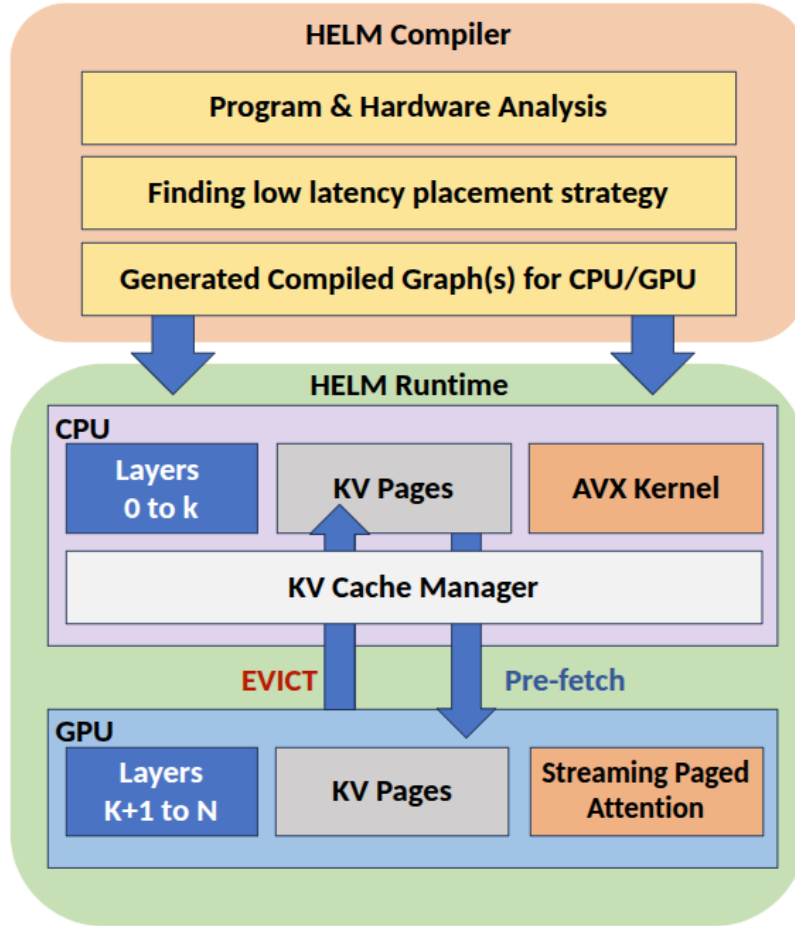 HELM Compiler
Program & Hardware Analysis
Finding low latency placement strategy
Generated Compiled Graph(s) for CPU/GPU
HELM Runtime
CPU
Layers
0 to k
KV Pages
AVX Kernel
KV Cache Manager
EVICT
Pre-fetch
GPU
Layers
K+1 to N
KV Pages
Streaming Paged
Attention